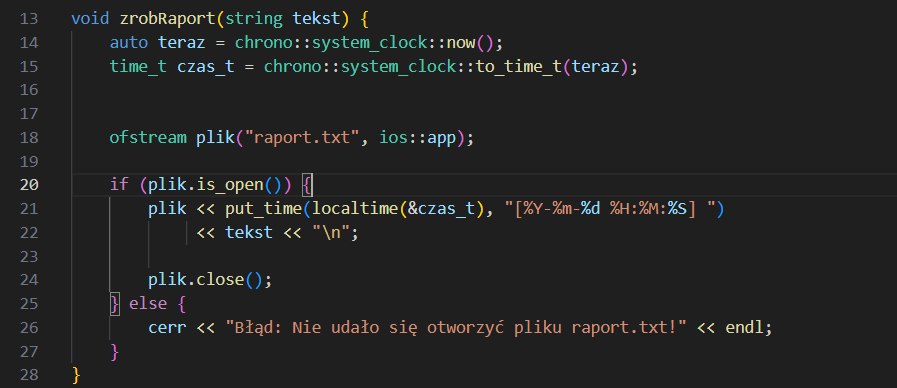 13 void zrobRaport(string tekst) {
14     auto teraz = chrono::system_clock::now();
15     time_t czas_t = chrono::system_clock::to_time_t(teraz);
16
17
18     ofstream plik("raport.txt", ios::app);
19
20     if (plik.is_open()) {
21         plik << put_time(localtime(&czas_t), "[%Y-%m-%d %H:%M:%S] ")
22              << tekst << "\n";
23
24         plik.close();
25     } else {
26         cerr << "Błąd: Nie udało się otworzyć pliku raport.txt!" << endl;
27     }
28 }